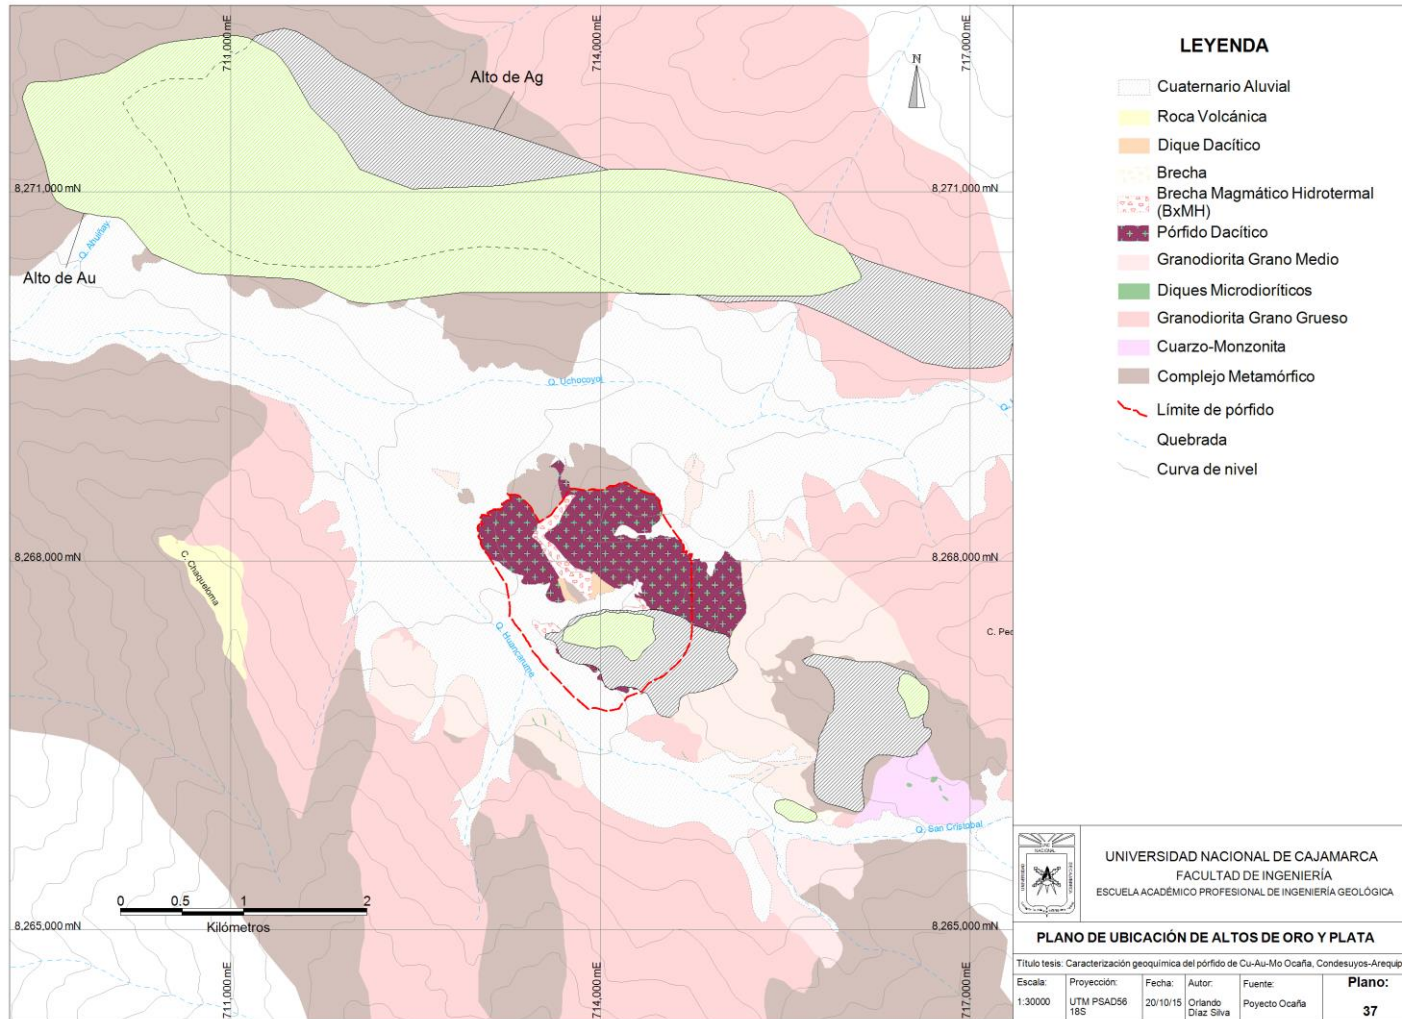 711,000 mE
714,000 mE
717,000 mE
N
Alto de Ag
8,271,000 mN
8,271,000 mN
Q. Ahuiñay
Alto de Au
Q. Uchocoyol
Q.
8,268,000 mN
8,268,000 mN
C. Chaqueloma
Q. Huancarume
C. Pec
Q. San Cristobal
0 0.5 1 2
Kilómetros
8,265,000 mN
8,265,000 mN
711,000 mE
714,000 mE
717,000 mE
LEYENDA
Cuaternario Aluvial
Roca Volcánica
Dique Dacítico
Brecha
Brecha Magmático Hidrotermal
(BxMH)
Pórfido Dacítico
Granodiorita Grano Medio
Diques Microdioríticos
Granodiorita Grano Grueso
Cuarzo-Monzonita
Complejo Metamórfico
Límite de pórfido
Quebrada
Curva de nivel
UNIVERSIDAD NACIONAL DE CAJAMARCA
FACULTAD DE INGENIERÍA
ESCUELA ACADÉMICO PROFESIONAL DE INGENIERÍA GEOLÓGICA
PLANO DE UBICACIÓN DE ALTOS DE ORO Y PLATA
Título tesis: Caracterización geoquímica del pórfido de Cu-Au-Mo Ocaña, Condesuyos-Arequip
Escala: Proyección: Fecha: Autor: Fuente: Plano:
1:30000 UTM PSAD56 20/10/15 Orlando Poyecto Ocaña 37
18S Díaz Silva